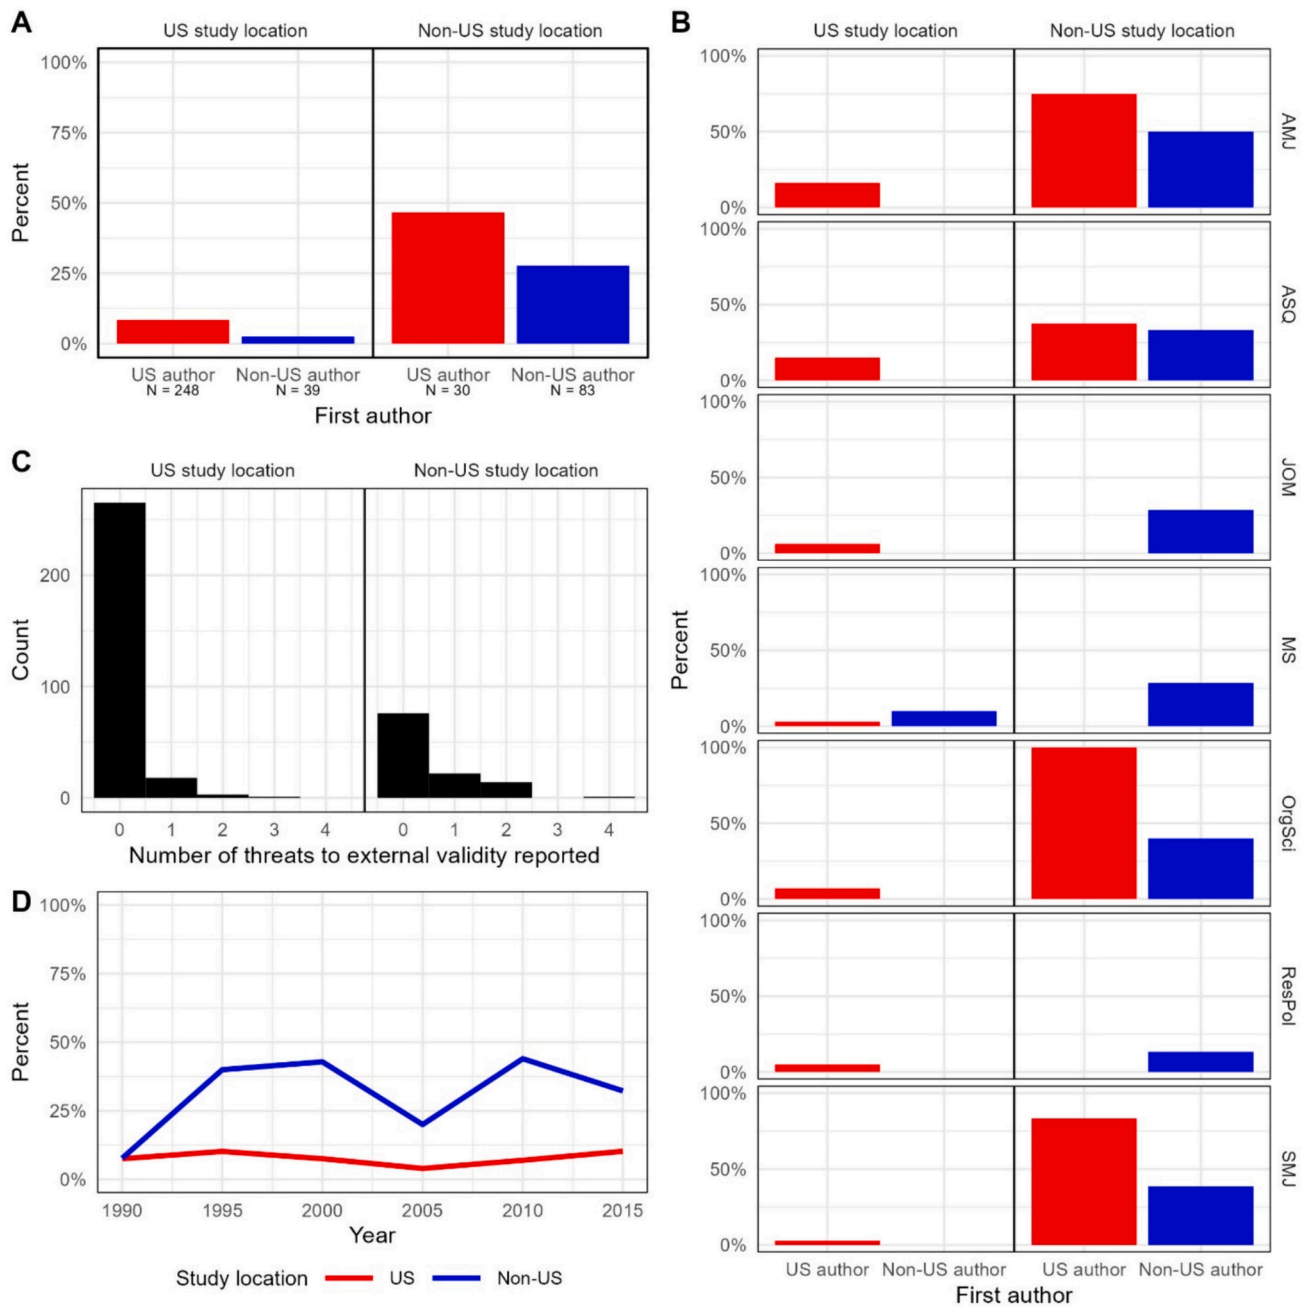 A
US study location Non-US study location
100%
75%
50%
25%
0%
Percent
US author Non-US author US author Non-US author
N = 248 N = 39 N = 30 N = 83
First author
B
US study location Non-US study location
100%
50%
0%
AMJ
100%
50%
0%
ASQ
100%
50%
0%
JOM
100%
50%
0%
MS
100%
50%
0%
OrgSci
100%
50%
0%
ResPol
100%
50%
0%
SMJ
Percent
US author Non-US author US author Non-US author
First author
C
US study location Non-US study location
200
100
0
Count
0 1 2 3 4 0 1 2 3 4
Number of threats to external validity reported
D
100%
75%
50%
25%
0%
Percent
1990 1995 2000 2005 2010 2015
Year
Study location US Non-US